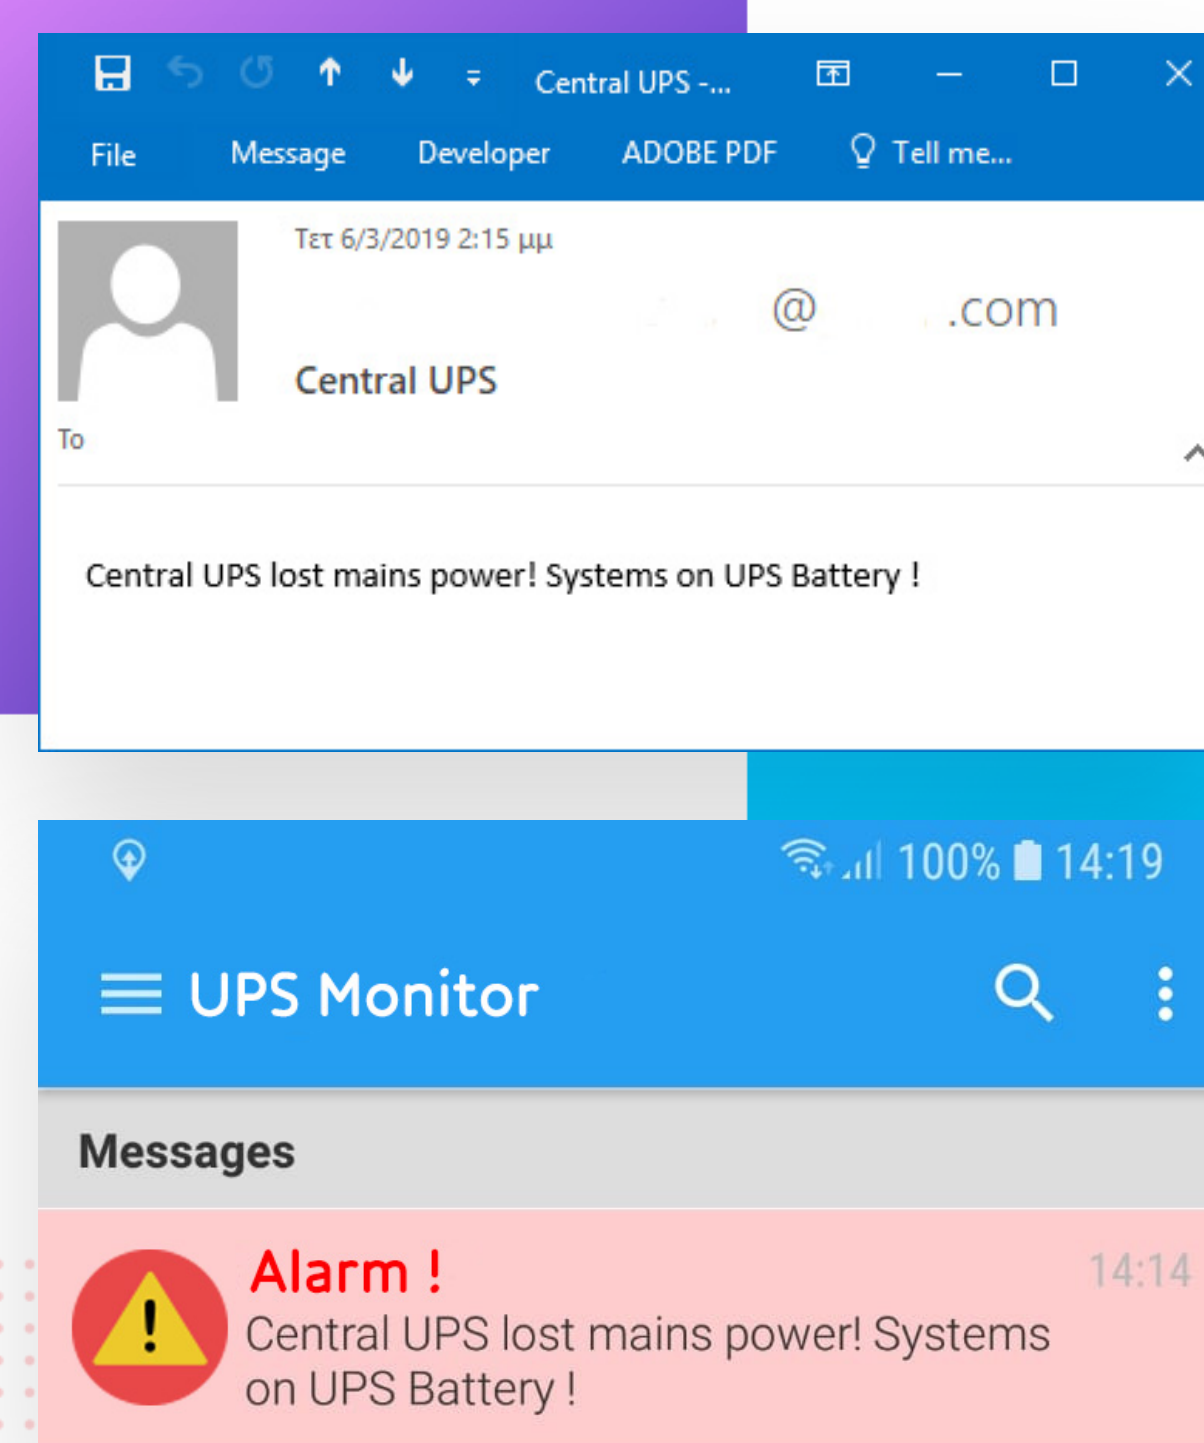 Central UPS -...
File Message Developer ADOBE PDF Tell me...
Τετ 6/3/2019 2:15 μμ
@ .com
Central UPS
To
Central UPS lost mains power! Systems on UPS Battery !
100% 14:19
UPS Monitor
Messages
Alarm ! 14:14
Central UPS lost mains power! Systems
on UPS Battery !